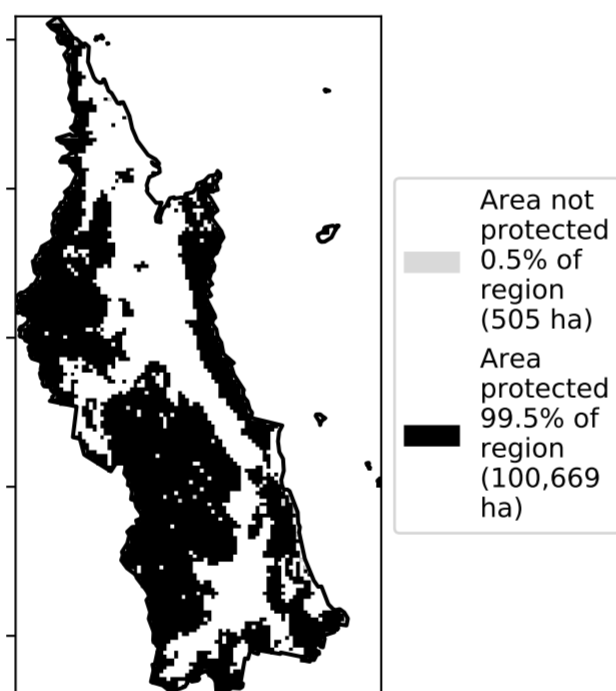 Area not
protected
0.5% of
region
(505 ha)
Area
protected
99.5% of
region
(100,669
ha)